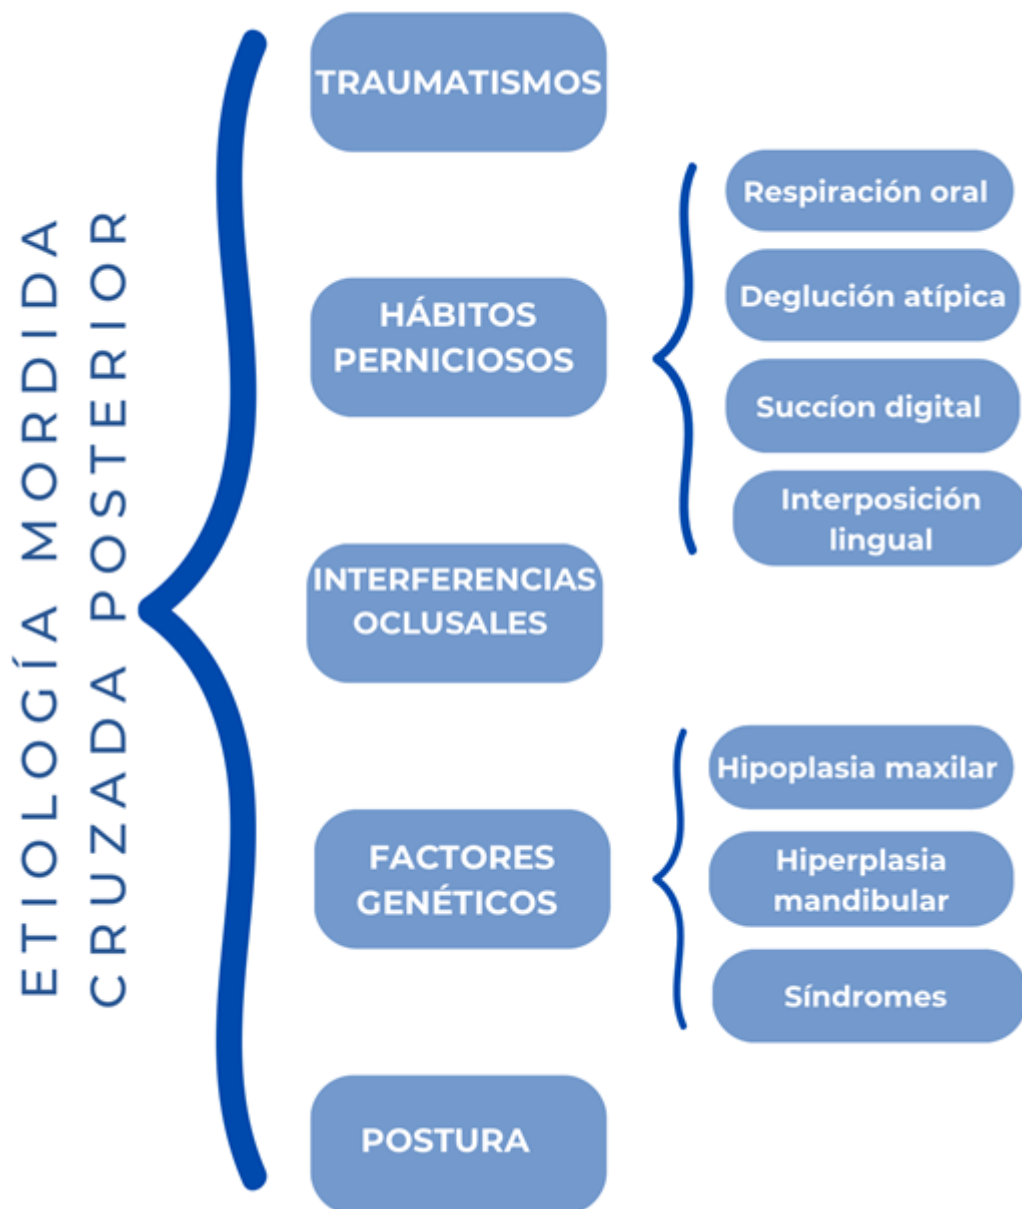 ETIOLOGÍA MORDIDA
CRUZADA POSTERIOR
TRAUMATISMOS
HÁBITOS
PERNICIOSOS
Respiración oral
Deglución atípica
Succíon digital
Interposición
lingual
INTERFERENCIAS
OCLUSALES
FACTORES
GENÉTICOS
Hipoplasia maxilar
Hiperplasia
mandibular
Síndromes
POSTURA